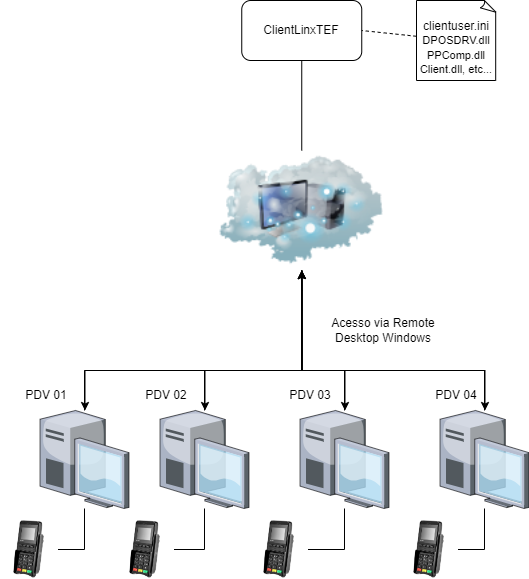 ClientLinxTEF
clientuser.ini
DPOSDRV.dll
PPComp.dll
Client.dll, etc...
Acesso via Remote
Desktop Windows
PDV 01
PDV 02
PDV 03
PDV 04